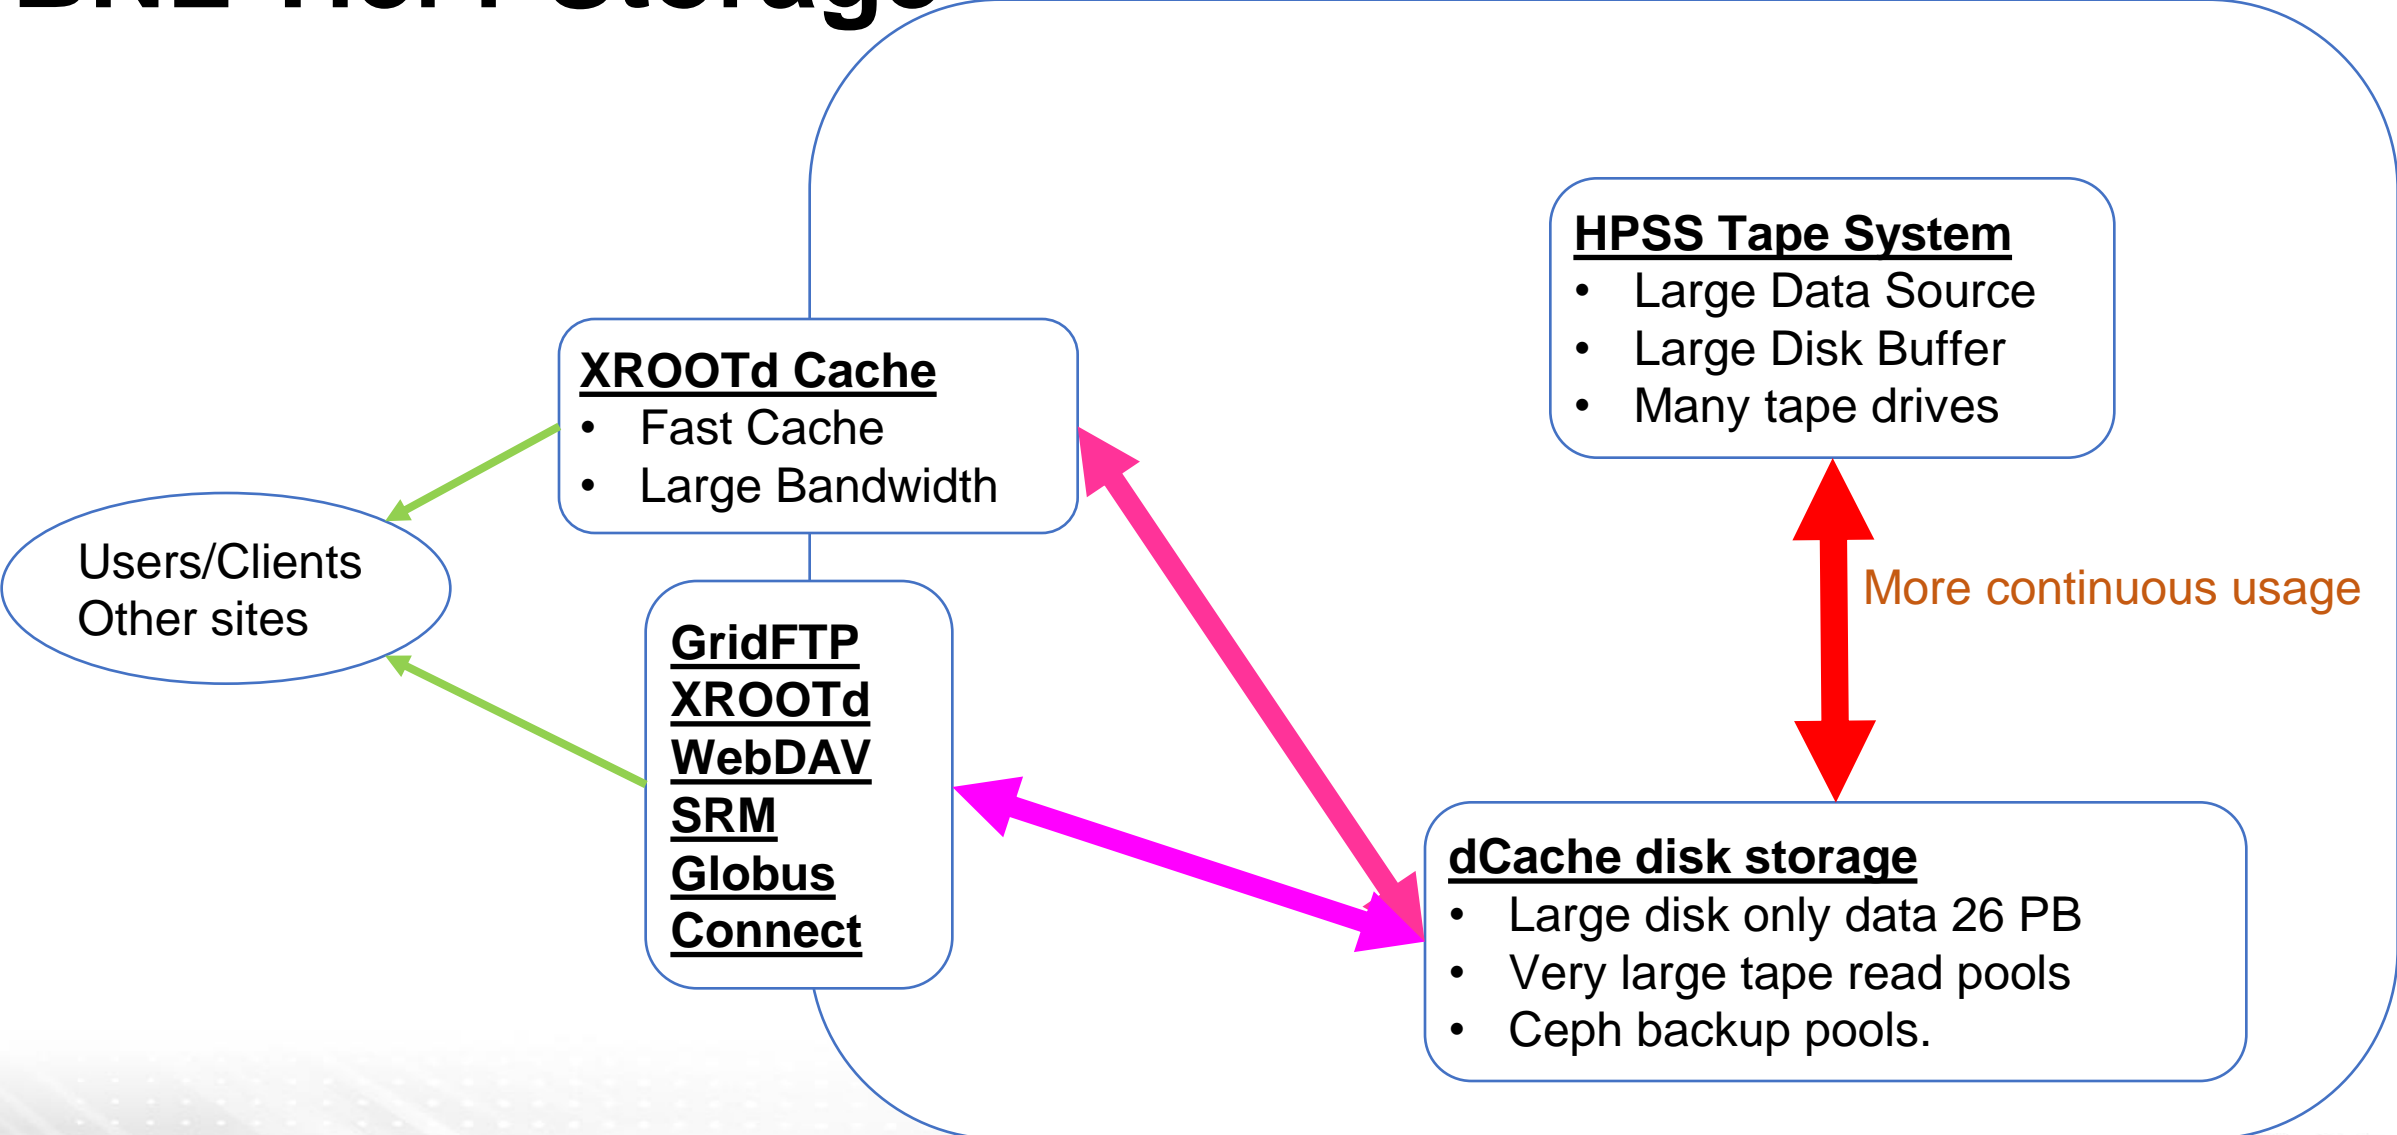 BNL Storage
HPSS Tape System
• Large Data Source
• Large Disk Buffer
• Many tape drives
XROOTd Cache
• Fast Cache
• Large Bandwidth
Users/Clients
Other sites
More continuous usage
GridFTP
XROOTd
WebDAV
SRM
Globus
Connect
dCache disk storage
• Large disk only data 26 PB
• Very large tape read pools
• Ceph backup pools.